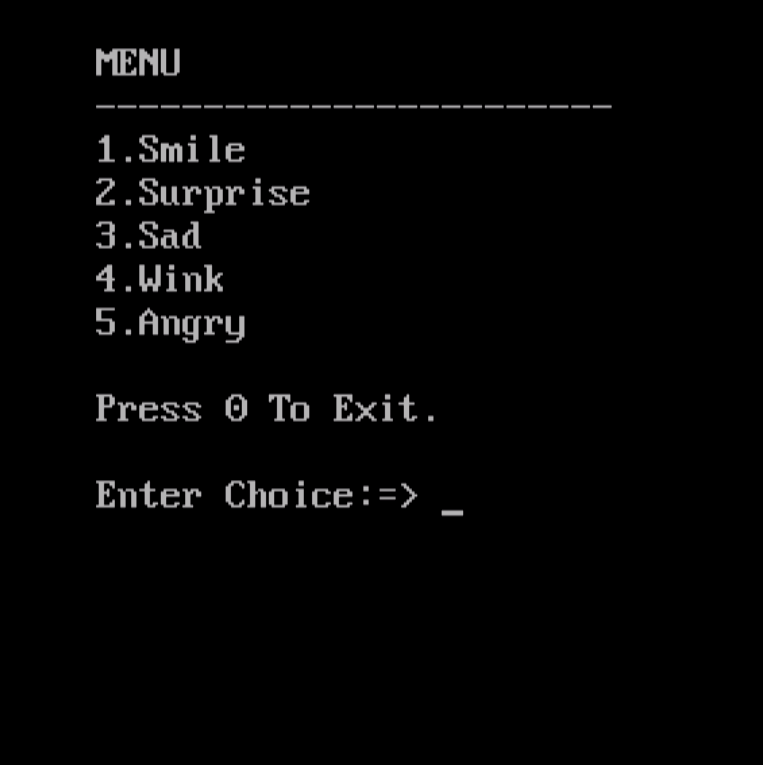 MENU
------------------------
1.Smile
2.Surprise
3.Sad
4.Wink
5.Angry
Press 0 To Exit.
Enter Choice:=> _